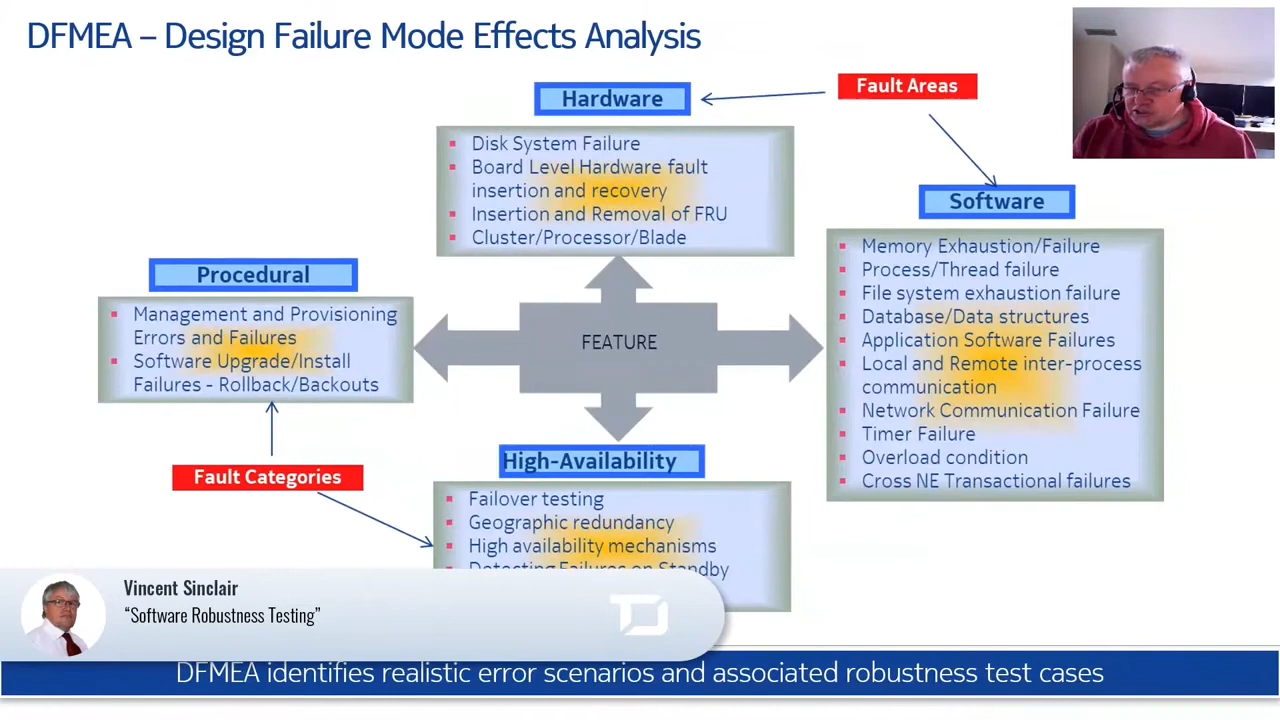 DFMEA – Design Failure Mode Effects Analysis
Fault Areas
Hardware
Disk System Failure
Board Level Hardware fault
insertion and recovery
Insertion and Removal of FRU
Cluster/Processor/Blade
Software
Memory Exhaustion/Failure
Process/Thread failure
File system exhaustion failure
Database/Data structures
Application Software Failures
Local and Remote inter-process
communication
Network Communication Failure
Timer Failure
Overload condition
Cross NE Transactional failures
Procedural
Management and Provisioning
Errors and Failures
Software Upgrade/Install
Failures - Rollback/Backouts
FEATURE
Fault Categories
High-Availability
Failover testing
Geographic redundancy
High availability mechanisms
Detecting Failures on Standby
Vincent Sinclair
“Software Robustness Testing”
DFMEA identifies realistic error scenarios and associated robustness test cases